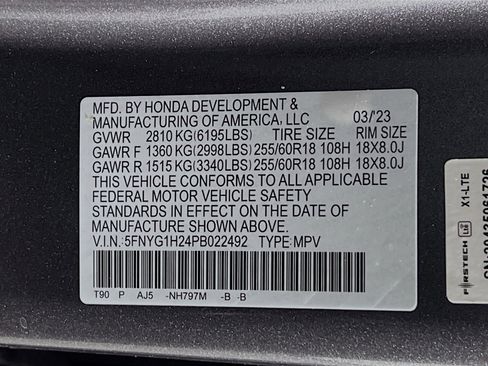 MFD. BY HONDA DEVELOPMENT &
MANUFACTURING OF AMERICA, LLC 03/'23
GVWR 2810 KG(6195LBS) TIRE SIZE RIM SIZE
GAWR F 1360 KG(2998LBS) 255/60R18 108H 18X8.0J
GAWR R 1515 KG(3340LBS) 255/60R18 108H 18X8.0J
THIS VEHICLE CONFORMS TO ALL APPLICABLE
FEDERAL MOTOR VEHICLE SAFETY
STANDARDS IN EFFECT ON THE DATE OF
MANUFACTURE SHOWN ABOVE.
V.I.N.:5FNYG1H24PB022492 TYPE:MPV
T90 P AJ5 -NH797M -B -B
FIRSTECH X1-LTE